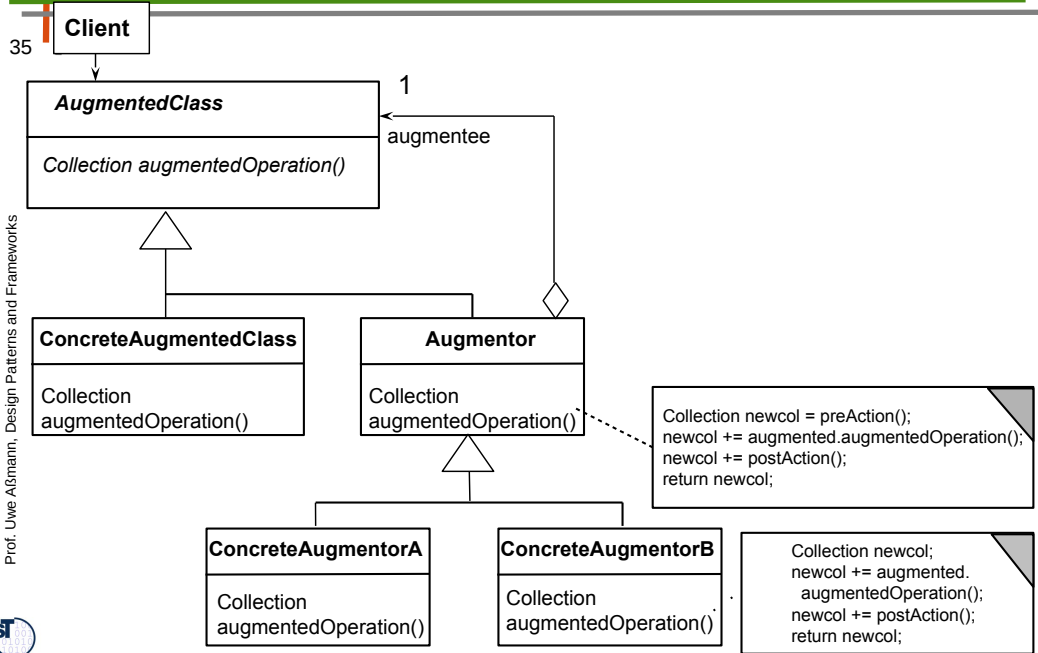 Client
35
1
AugmentedClass
augmentee
Collection augmentedOperation()
ConcreteAugmentedClass
Collection
augmentedOperation()
Augmentor
Collection
augmentedOperation()
Collection newcol = preAction();
newcol += augmented.augmentedOperation();
newcol += postAction();
return newcol;
ConcreteAugmentorA
Collection
augmentedOperation()
ConcreteAugmentorB
Collection
augmentedOperation()
Collection newcol;
newcol += augmented.
augmentedOperation();
newcol += postAction();
return newcol;
Prof. Uwe Aßmann, Design Patterns and Frameworks